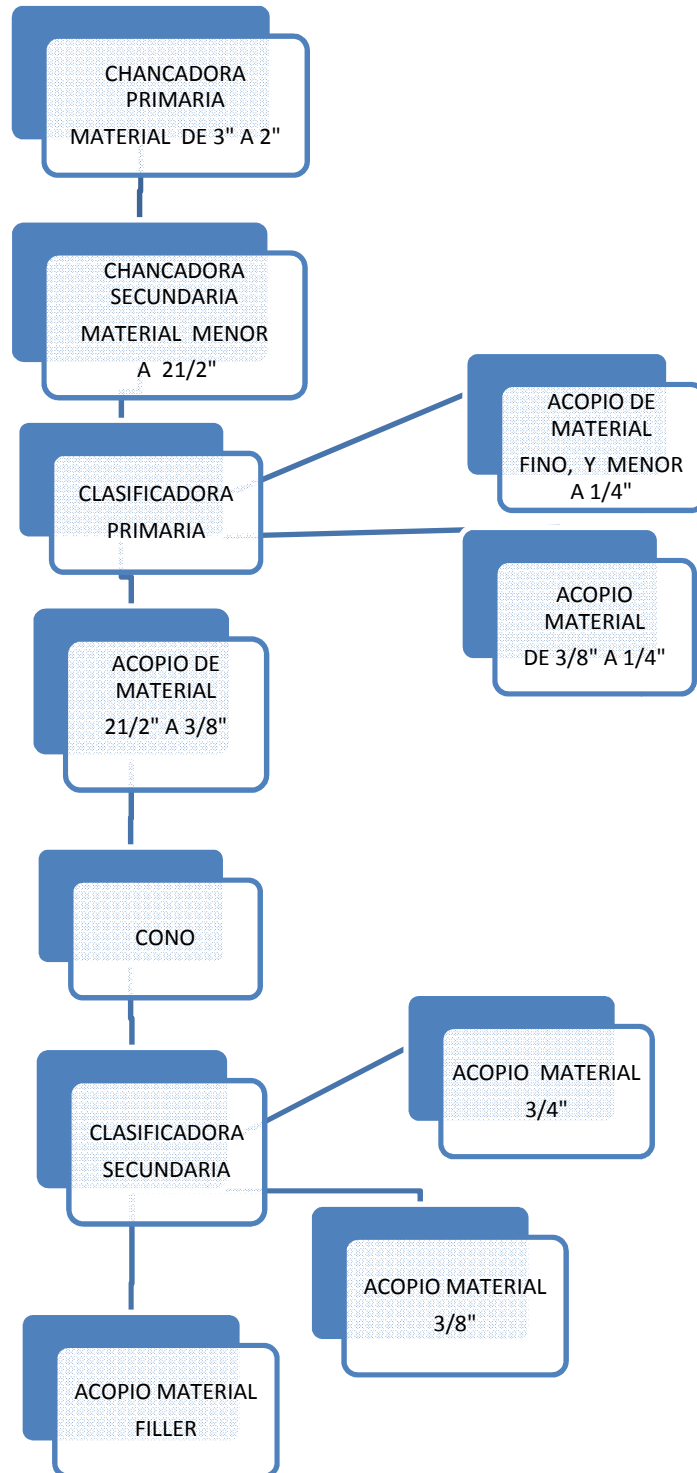 CHANCADORA
PRIMARIA
MATERIAL DE 3" A 2"
CHANCADORA
SECUNDARIA
MATERIAL MENOR
A 21/2"
CLASIFICADORA
PRIMARIA
ACOPIO DE
MATERIAL
FINO, Y MENOR
A 1/4"
ACOPIO
MATERIAL
DE 3/8" A 1/4"
ACOPIO DE
MATERIAL
21/2" A 3/8"
CONO
CLASIFICADORA
SECUNDARIA
ACOPIO MATERIAL
3/4"
ACOPIO MATERIAL
3/8"
ACOPIO MATERIAL
FILLER